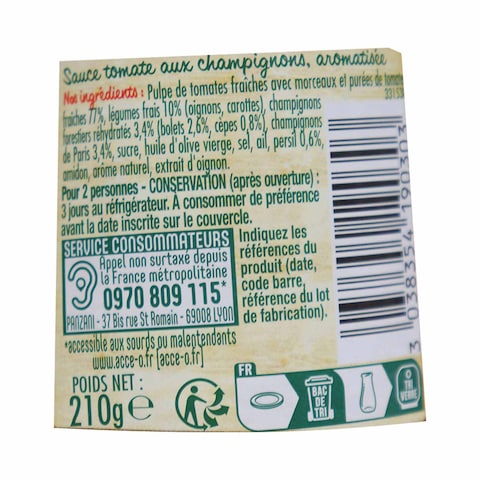 Sauce tomate aux champignons, aromatisée
Nos ingrédients : Pulpe de tomates fraîches avec morceaux et purées de tomate
fraîches 77%, légumes frais 10% (oignons, carottes), champignons
forestiers réhydratés 3,4% (bolets 2,6%, cèpes 0,8%), champignons
de Paris 3,4%, sucre, huile d'olive vierge, sel, ail, persil 0,6%,
amidon, arôme naturel, extrait d'oignon.
Pour 2 personnes - CONSERVATION (après ouverture) :
3 jours au réfrigérateur. À consommer de préférence
avant la date inscrite sur le couvercle.
SERVICE CONSOMMATEURS
Appel non surtaxé depuis
la France métropolitaine
0970 809 115*
PANZANI - 37 Bis rue St Romain - 69008 LYON
*accessible aux sourds ou malentendants
www.acce-o.fr [acce-o.fr]
Indiquez les
références du
produit (date,
code barre,
référence du lot
de fabrication).
POIDS NET :
210g e
FR
BAC
DE
TRI
TRI
VERRE
3 038354 190303